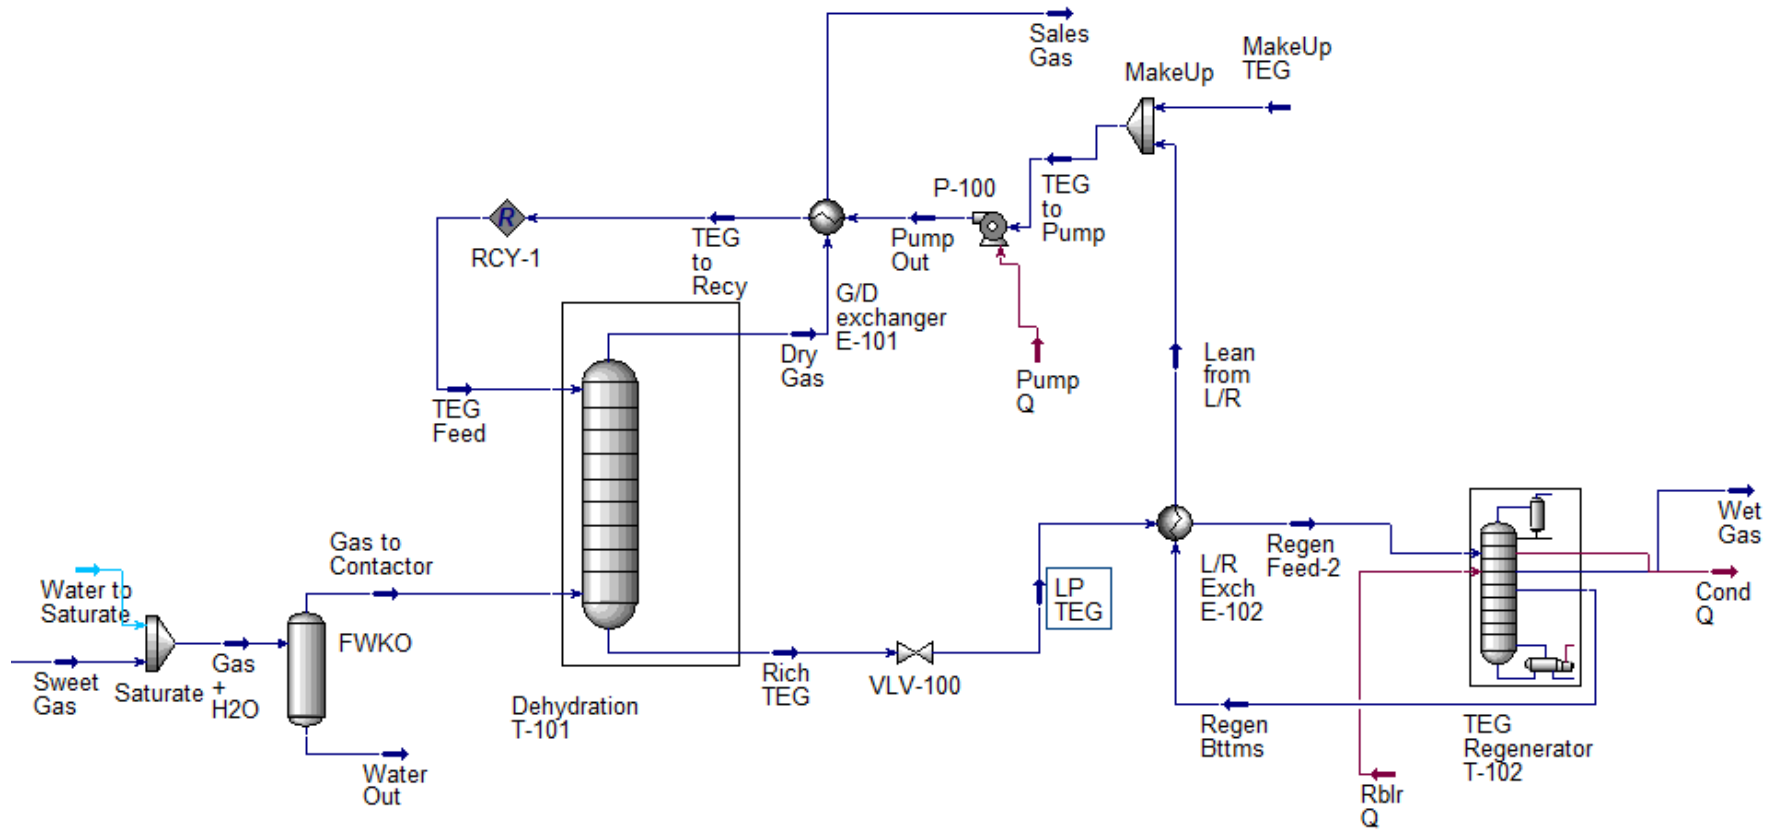 Sales
Gas
MakeUp
TEG
MakeUp
P-100
TEG
to
Pump
R
RCY-1
TEG
to
Recy
Pump
Out
G/D
exchanger
E-101
Dry
Gas
Pump
Q
Lean
from
L/R
TEG
Feed
Gas to
Contactor
Water to
Saturate
FWKO
Sweet
Gas
Saturate
Gas
+
H2O
Water
Out
Dehydration
T-101
Rich
TEG
VLV-100
LP
TEG
L/R
Exch
E-102
Regen
Feed-2
Wet
Gas
Cond
Q
Regen
Bttms
TEG
Regenerator
T-102
Rblr
Q